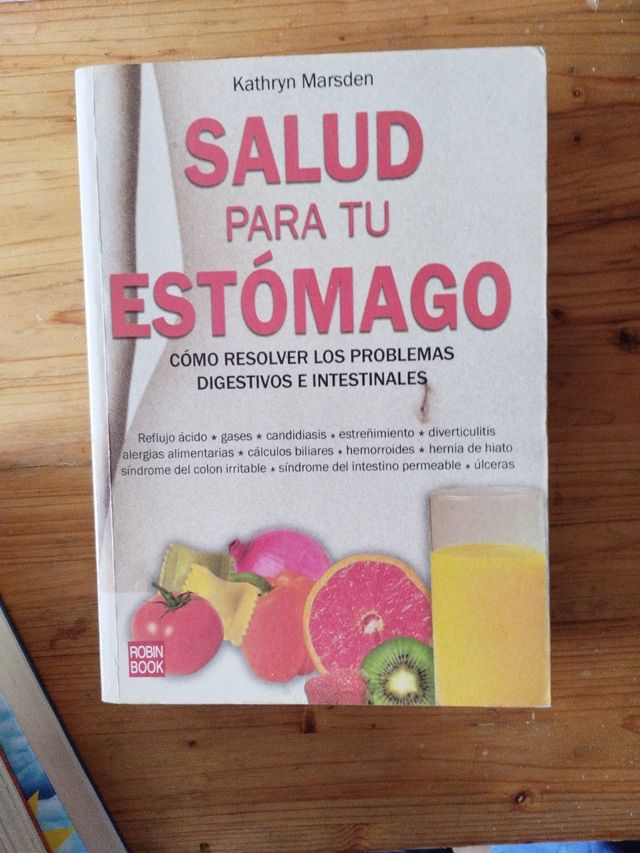 Kathryn Marsden
SALUD
PARA TU
ESTÓMAGO
CÓMO RESOLVER LOS PROBLEMAS
DIGESTIVOS E INTESTINALES
Reflujo ácido ★ gases ★ candidiasis ★ estreñimiento ★ diverticulitis
alergias alimentarias ★ cálculos biliares ★ hemorroides ★ hernia de hiato
síndrome del colon irritable ★ síndrome del intestino permeable ★ úlceras
ROBIN
BOOK